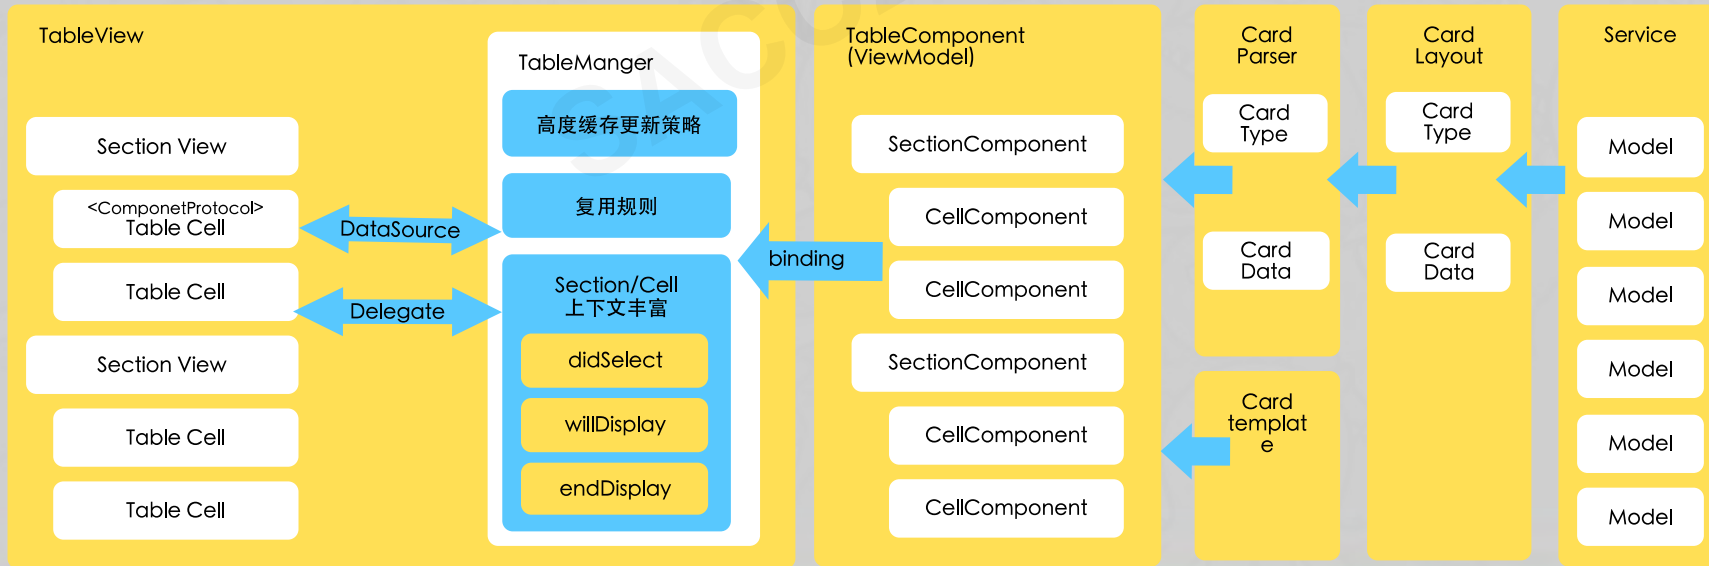 TableView
Section View
<ComponetProtocol>
Table Cell
Table Cell
Section View
Table Cell
Table Cell
DataSource
Delegate
TableManger
高度缓存更新策略
复用规则
Section/Cell
上下文丰富
didSelect
willDisplay
endDisplay
binding
TableComponent
(ViewModel)
SectionComponent
CellComponent
CellComponent
SectionComponent
CellComponent
CellComponent
Card
Parser
Card
Type
Card
Data
Card
templat
e
Card
Layout
Card
Type
Card
Data
Service
Model
Model
Model
Model
Model
Model